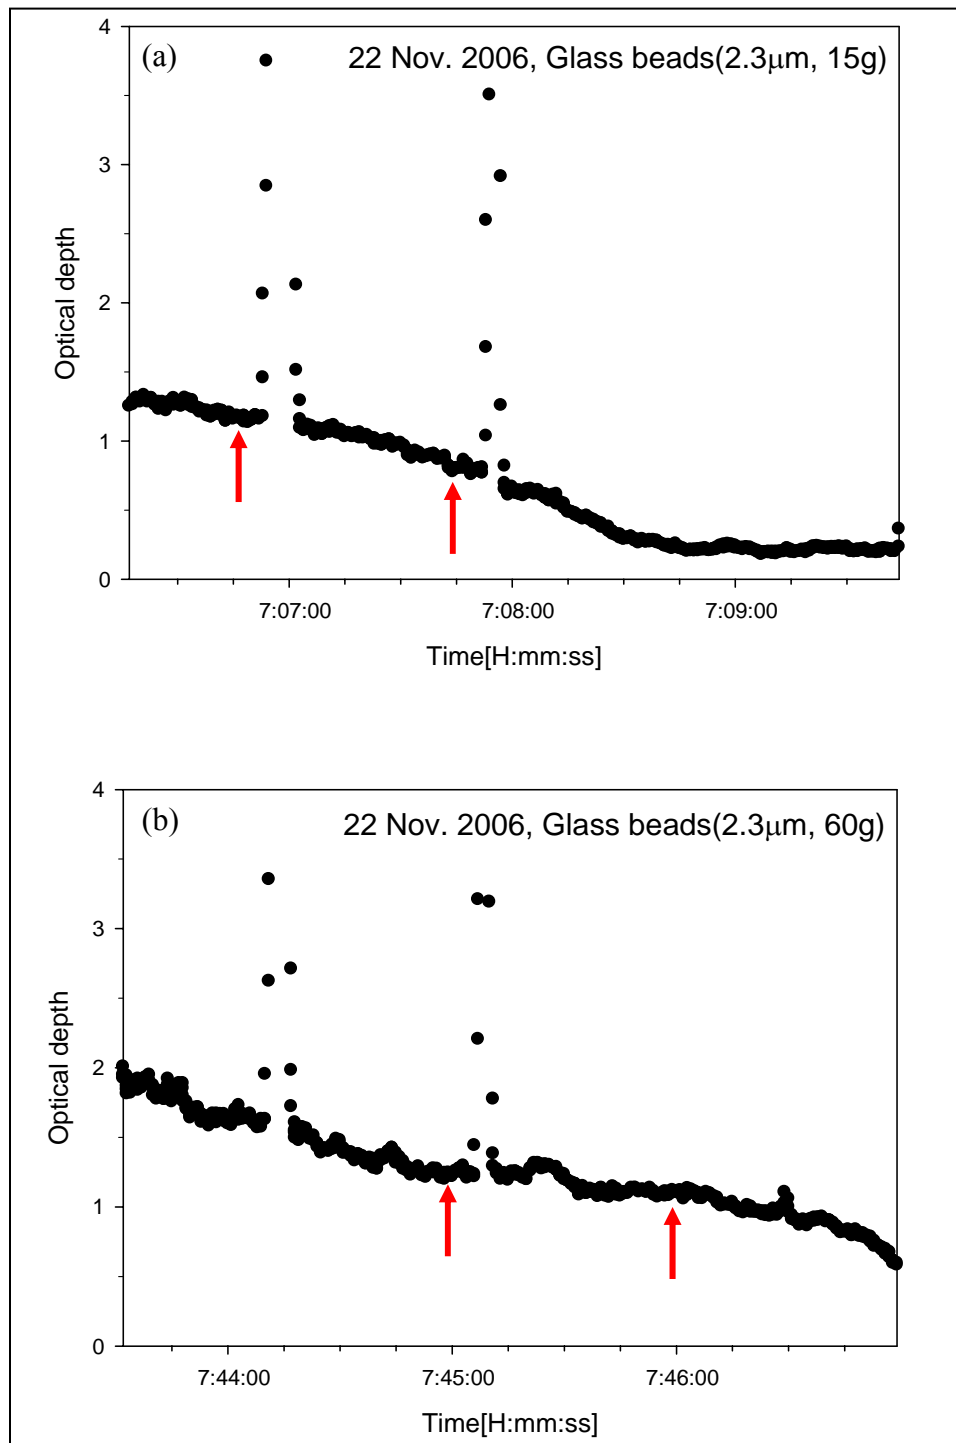 (a) 22 Nov. 2006, Glass beads(2.3μm, 15g)
4
3
2
1
0
Optical depth
7:07:00 7:08:00 7:09:00
Time[H:mm:ss]
(b) 22 Nov. 2006, Glass beads(2.3μm, 60g)
4
3
2
1
0
Optical depth
7:44:00 7:45:00 7:46:00
Time[H:mm:ss]